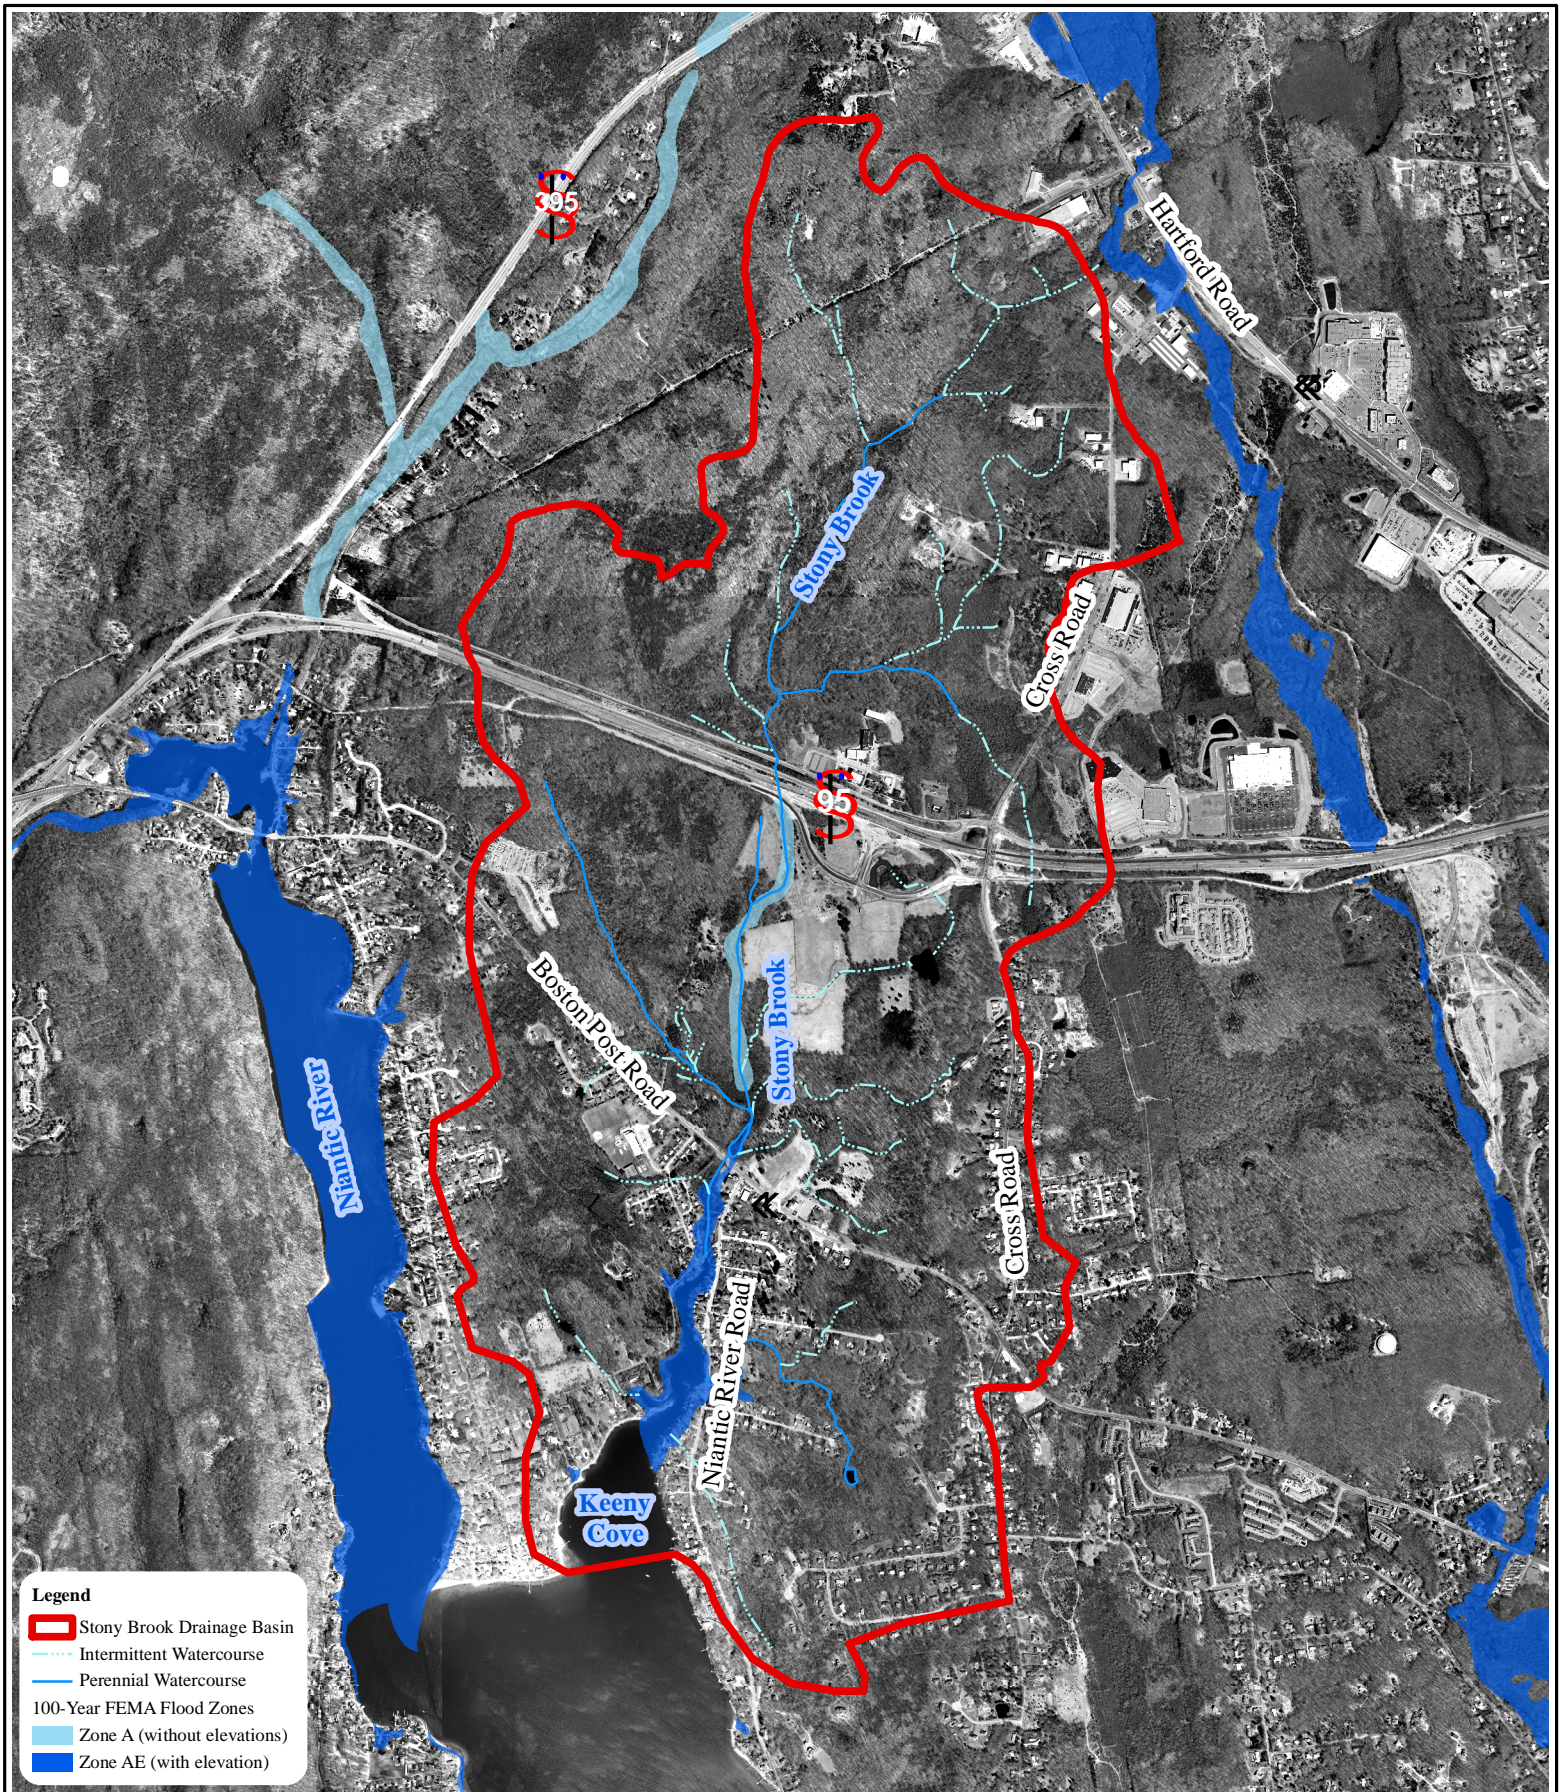 395
Hartford Road
Stony Brook
Cross Road
95
Boston Post Road
Stony Brook
Niantic River
Cross Road
Niantic River Road
Keeny
Cove
Legend
Stony Brook Drainage Basin
Intermittent Watercourse
Perennial Watercourse
100-Year FEMA Flood Zones
Zone A (without elevations)
Zone AE (with elevation)